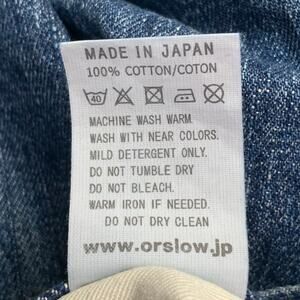 MADE IN JAPAN
100% COTTON/COTON
40
MACHINE WASH WARM
WASH WITH NEAR COLORS.
MILD DETERGENT ONLY.
DO NOT TUMBLE DRY
DO NOT BLEACH.
WARM IRON IF NEEDED.
DO NOT DRY CLEAN
www.orslow.jp